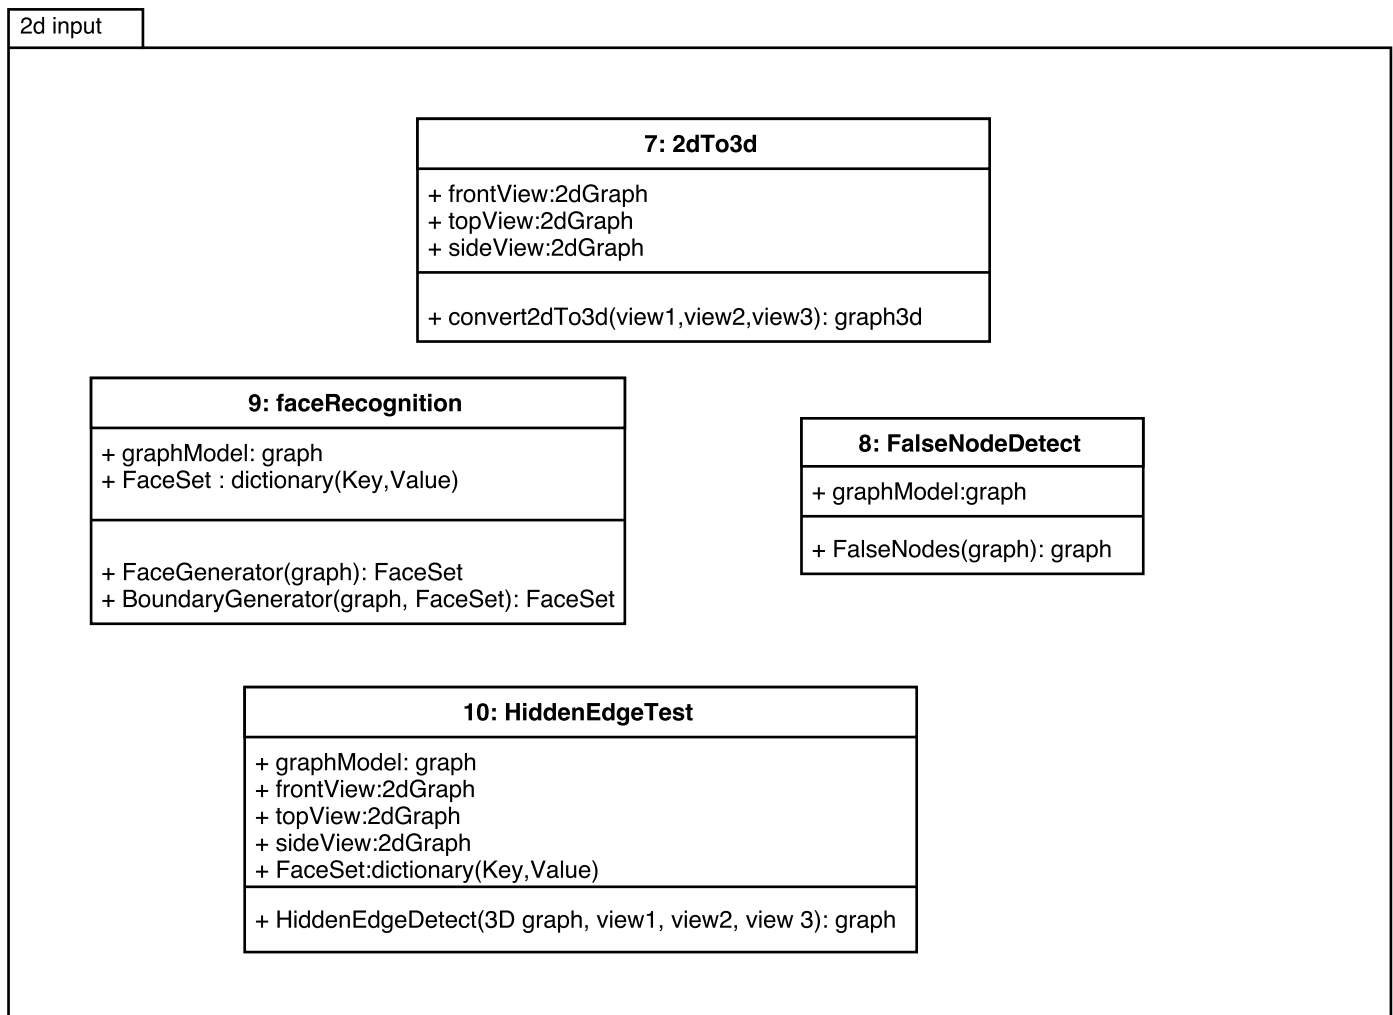 2d input
7: 2dTo3d
+ frontView:2dGraph
+ topView:2dGraph
+ sideView:2dGraph
+ convert2dTo3d(view1,view2,view3): graph3d
9: faceRecognition
+ graphModel: graph
+ FaceSet : dictionary(Key,Value)
+ FaceGenerator(graph): FaceSet
+ BoundaryGenerator(graph, FaceSet): FaceSet
8: FalseNodeDetect
+ graphModel:graph
+ FalseNodes(graph): graph
10: HiddenEdgeTest
+ graphModel: graph
+ frontView:2dGraph
+ topView:2dGraph
+ sideView:2dGraph
+ FaceSet:dictionary(Key,Value)
+ HiddenEdgeDetect(3D graph, view1, view2, view 3): graph